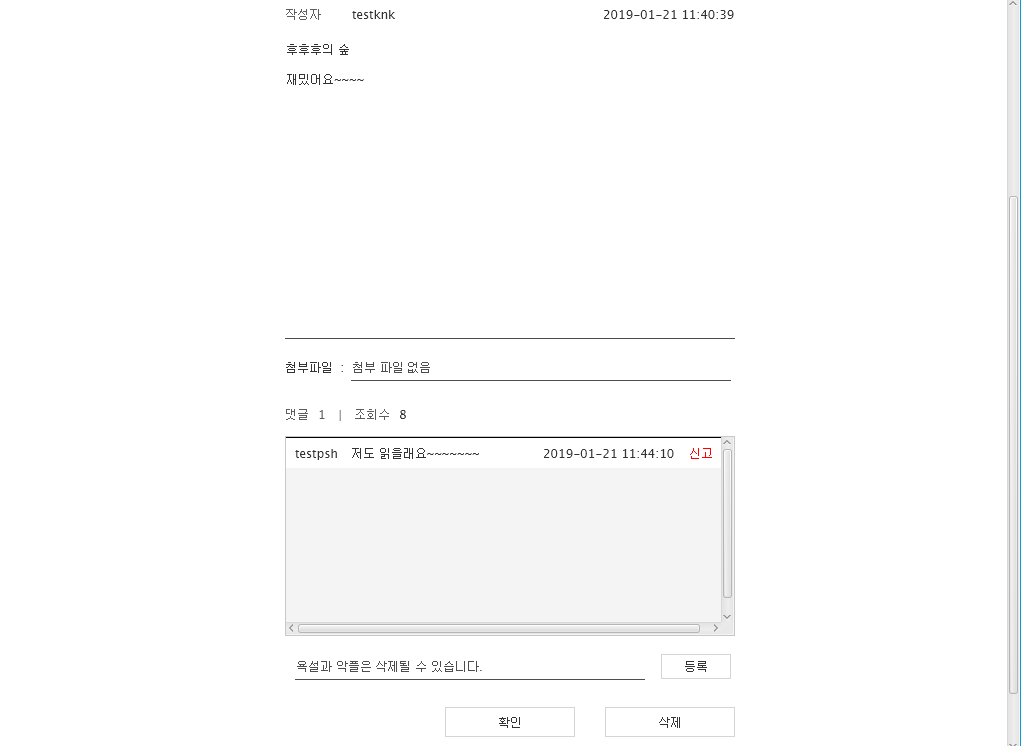 작성자 testknk 2019-01-21 11:40:39
후후후의 숲
재밌어요~~~~
첨부파일 : 첨부 파일 없음
댓글 1 | 조회수 8
testpsh 저도 읽을래요~~~~~~~ 2019-01-21 11:44:10 신고
욕설과 악플은 삭제될 수 있습니다. 등록
확인 삭제